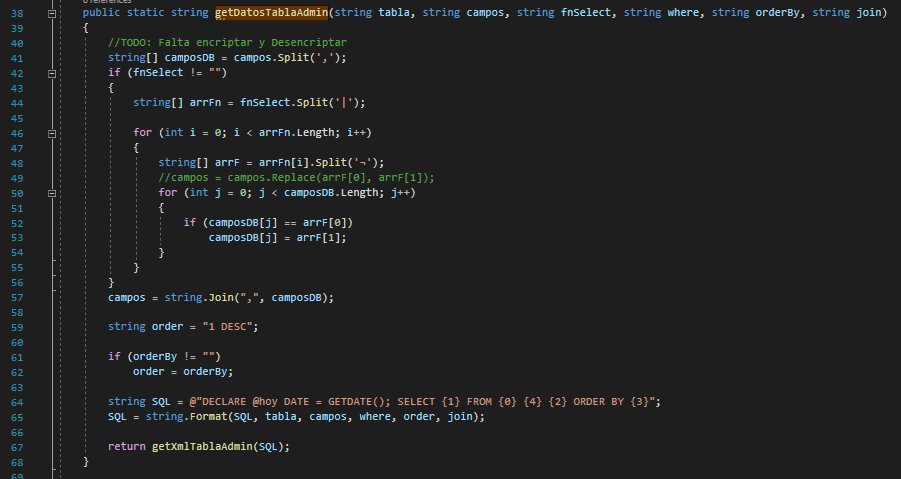 0 references
38 public static string getDatosTablaAdmin(string tabla, string campos, string fnSelect, string where, string orderBy, string join)
39 {
40 //TODO: Falta encriptar y Desencriptar
41 string[] camposDB = campos.Split(',');
42 if (fnSelect != "")
43 {
44 string[] arrFn = fnSelect.Split('|');
45
46 for (int i = 0; i < arrFn.Length; i++)
47 {
48 string[] arrF = arrFn[i].Split('¬');
49 //campos = campos.Replace(arrF[0], arrF[1]);
50 for (int j = 0; j < camposDB.Length; j++)
51 {
52 if (camposDB[j] == arrF[0])
53 camposDB[j] = arrF[1];
54 }
55 }
56 }
57 campos = string.Join(",", camposDB);
58
59 string order = "1 DESC";
60
61 if (orderBy != "")
62 order = orderBy;
63
64 string SQL = @"DECLARE @hoy DATE = GETDATE(); SELECT {1} FROM {0} {4} {2} ORDER BY {3}";
65 SQL = string.Format(SQL, tabla, campos, where, order, join);
66
67 return getXmlTablaAdmin(SQL);
68 }
69